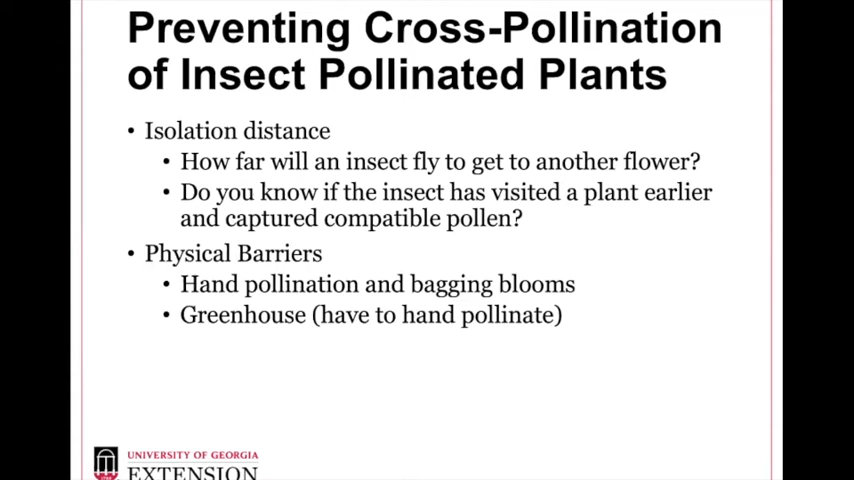 Preventing Cross-Pollination
of Insect Pollinated Plants
• Isolation distance
• How far will an insect fly to get to another flower?
• Do you know if the insect has visited a plant earlier
and captured compatible pollen?
• Physical Barriers
• Hand pollination and bagging blooms
• Greenhouse (have to hand pollinate)
UNIVERSITY OF GEORGIA
EXTENSION